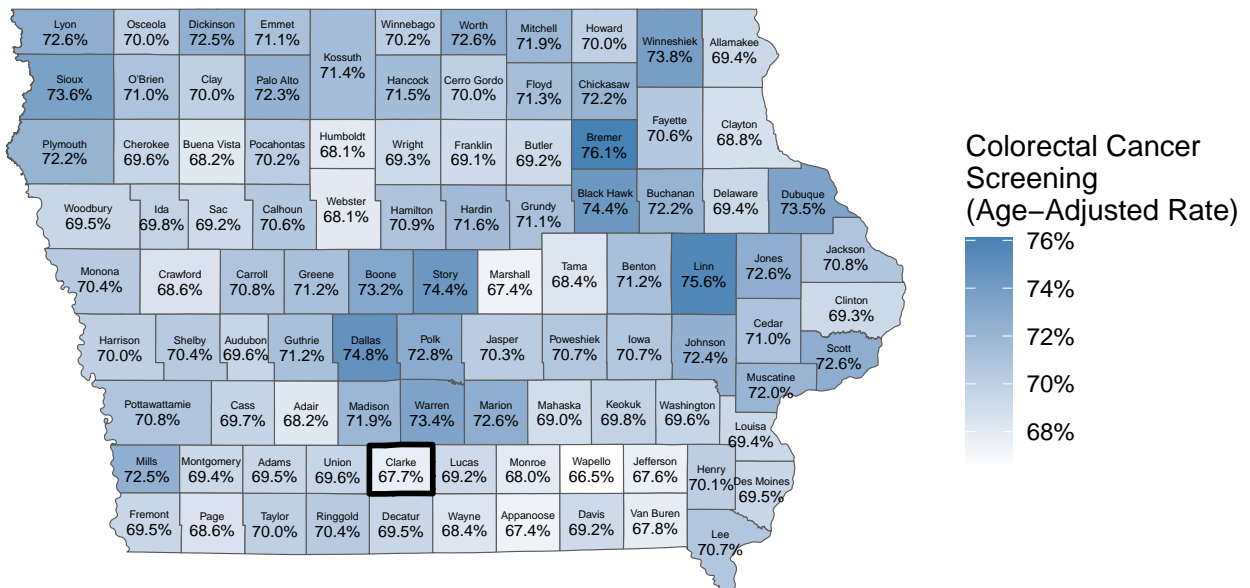 Lyon
72.6%
Osceola
70.0%
Dickinson
72.5%
Emmet
71.1%
Kossuth
71.4%
Winnebago
70.2%
Worth
72.6%
Mitchell
71.9%
Howard
70.0%
Winneshiek
73.8%
Allamakee
69.4%
Sioux
73.6%
O'Brien
71.0%
Clay
70.0%
Palo Alto
72.3%
Hancock
71.5%
Cerro Gordo
70.0%
Floyd
71.3%
Chickasaw
72.2%
Fayette
70.6%
Clayton
68.8%
Plymouth
72.2%
Cherokee
69.6%
Buena Vista
68.2%
Pocahontas
70.2%
Humboldt
68.1%
Wright
69.3%
Franklin
69.1%
Butler
69.2%
Bremer
76.1%
Woodbury
69.5%
Ida
69.8%
Sac
69.2%
Calhoun
70.6%
Webster
68.1%
Hamilton
70.9%
Hardin
71.6%
Grundy
71.1%
Black Hawk
74.4%
Buchanan
72.2%
Delaware
69.4%
Dubuque
73.5%
Monona
70.4%
Crawford
68.6%
Carroll
70.8%
Greene
71.2%
Boone
73.2%
Story
74.4%
Marshall
67.4%
Tama
68.4%
Benton
71.2%
Linn
75.6%
Jones
72.6%
Jackson
70.8%
Clinton
69.3%
Harrison
70.0%
Shelby
70.4%
Audubon
69.6%
Guthrie
71.2%
Dallas
74.8%
Polk
72.8%
Jasper
70.3%
Poweshiek
70.7%
Iowa
70.7%
Johnson
72.4%
Cedar
71.0%
Scott
72.6%
Muscatine
72.0%
Pottawattamie
70.8%
Cass
69.7%
Adair
68.2%
Madison
71.9%
Warren
73.4%
Marion
72.6%
Mahaska
69.0%
Keokuk
69.8%
Washington
69.6%
Louisa
69.4%
Mills
72.5%
Montgomery
69.4%
Adams
69.5%
Union
69.6%
Clarke
67.7%
Lucas
69.2%
Monroe
68.0%
Wapello
66.5%
Jefferson
67.6%
Henry
70.1%
Des Moines
69.5%
Fremont
69.5%
Page
68.6%
Taylor
70.0%
Ringgold
70.4%
Decatur
69.5%
Wayne
68.4%
Appanoose
67.4%
Davis
69.2%
Van Buren
67.8%
Lee
70.7%
Colorectal Cancer
Screening
(Age−Adjusted Rate)
76%
74%
72%
70%
68%